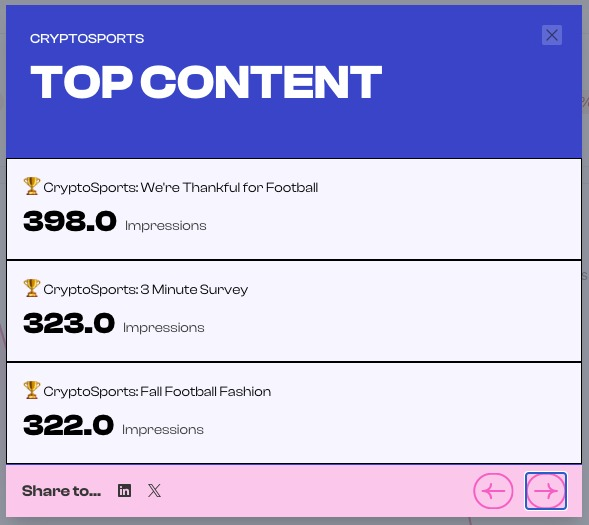 CRYPTOSPORTS
TOP CONTENT
🏆 CryptoSports: We're Thankful for Football
398.0 Impressions
🏆 CryptoSports: 3 Minute Survey
323.0 Impressions
🏆 CryptoSports: Fall Football Fashion
322.0 Impressions
Share to...